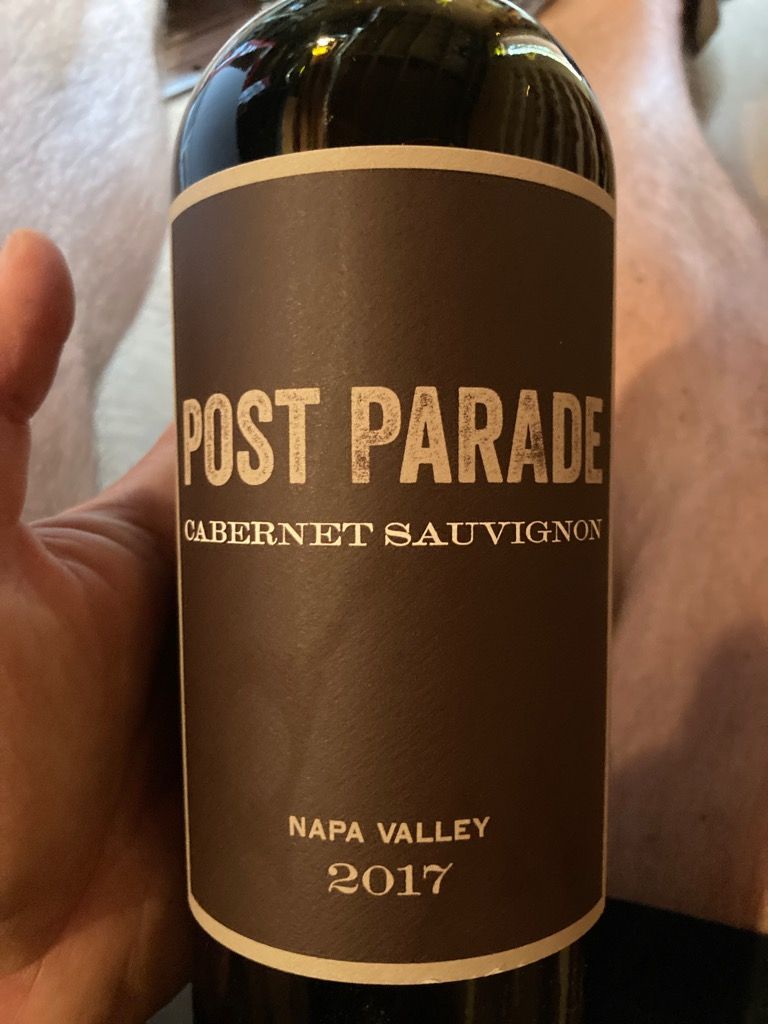 POST PARADE
CABERNET SAUVIGNON
NAPA VALLEY
2017